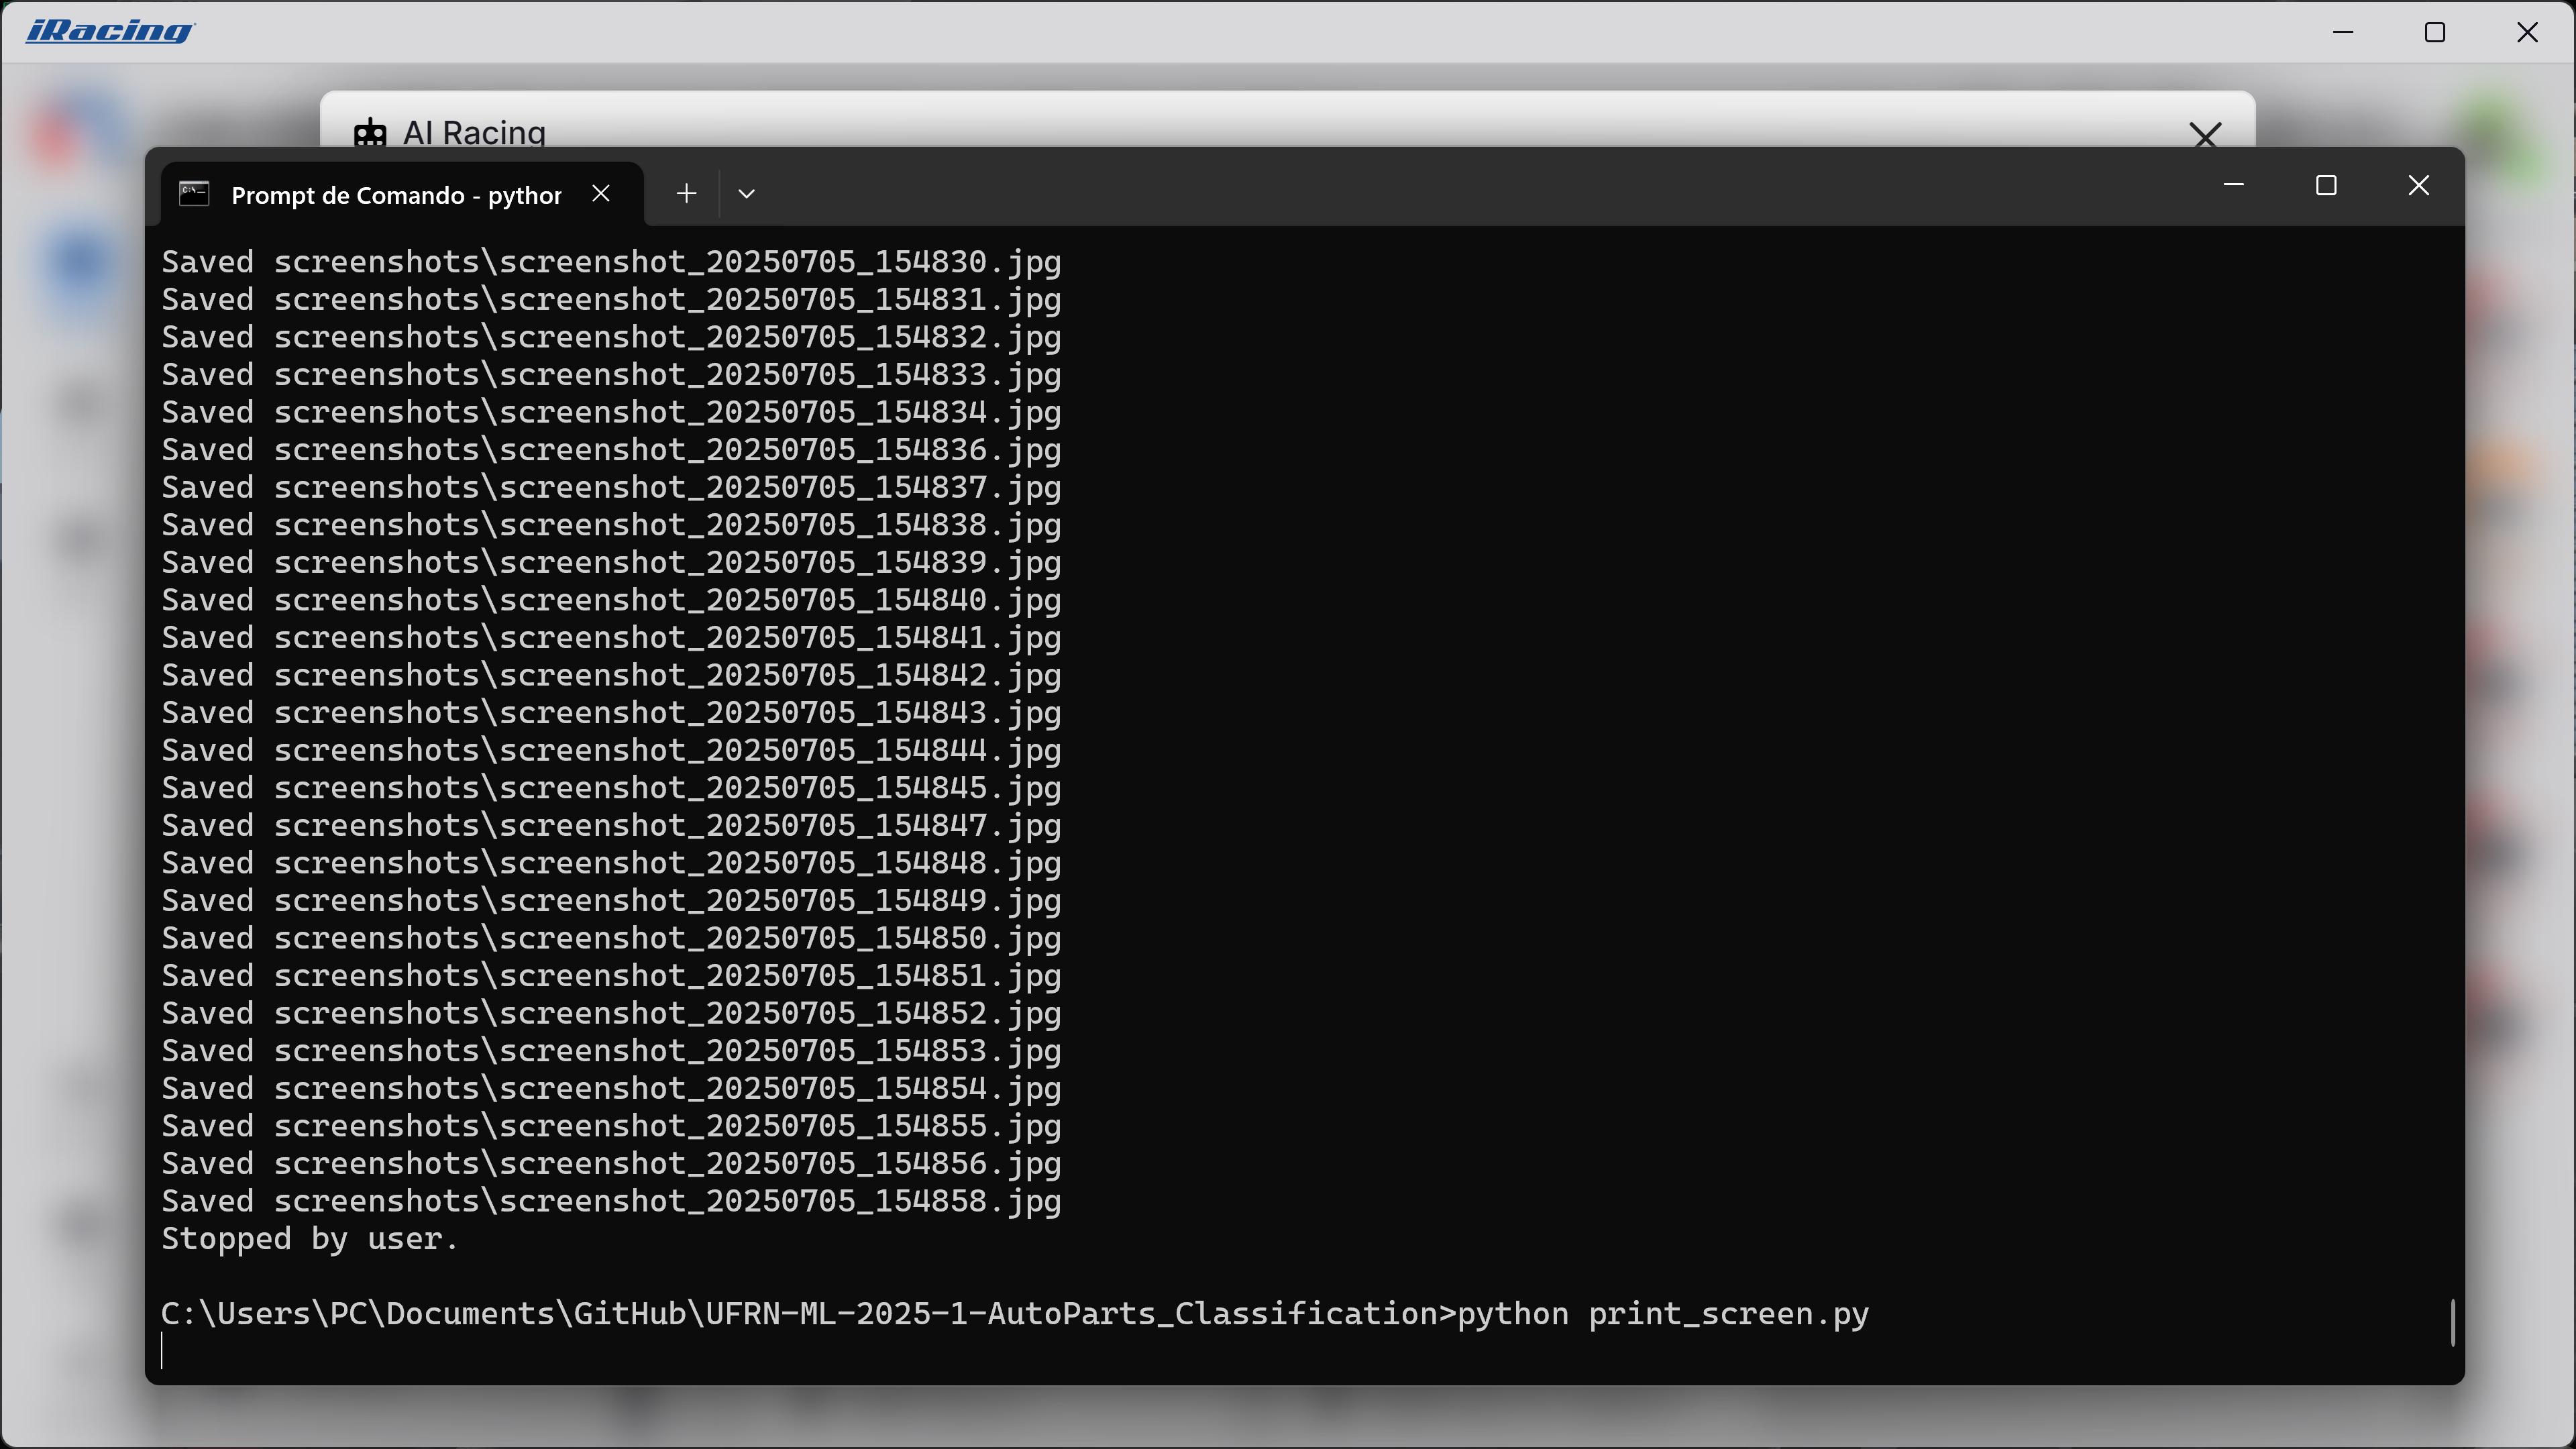 iRacing
AI Racing
Prompt de Comando - python
Saved screenshots\screenshot_20250705_154830.jpg
Saved screenshots\screenshot_20250705_154831.jpg
Saved screenshots\screenshot_20250705_154832.jpg
Saved screenshots\screenshot_20250705_154833.jpg
Saved screenshots\screenshot_20250705_154834.jpg
Saved screenshots\screenshot_20250705_154836.jpg
Saved screenshots\screenshot_20250705_154837.jpg
Saved screenshots\screenshot_20250705_154838.jpg
Saved screenshots\screenshot_20250705_154839.jpg
Saved screenshots\screenshot_20250705_154840.jpg
Saved screenshots\screenshot_20250705_154841.jpg
Saved screenshots\screenshot_20250705_154842.jpg
Saved screenshots\screenshot_20250705_154843.jpg
Saved screenshots\screenshot_20250705_154844.jpg
Saved screenshots\screenshot_20250705_154845.jpg
Saved screenshots\screenshot_20250705_154847.jpg
Saved screenshots\screenshot_20250705_154848.jpg
Saved screenshots\screenshot_20250705_154849.jpg
Saved screenshots\screenshot_20250705_154850.jpg
Saved screenshots\screenshot_20250705_154851.jpg
Saved screenshots\screenshot_20250705_154852.jpg
Saved screenshots\screenshot_20250705_154853.jpg
Saved screenshots\screenshot_20250705_154854.jpg
Saved screenshots\screenshot_20250705_154855.jpg
Saved screenshots\screenshot_20250705_154856.jpg
Saved screenshots\screenshot_20250705_154858.jpg
Stopped by user.
C:\Users\PC\Documents\GitHub\UFRN-ML-2025-1-AutoParts_Classification>python print_screen.py